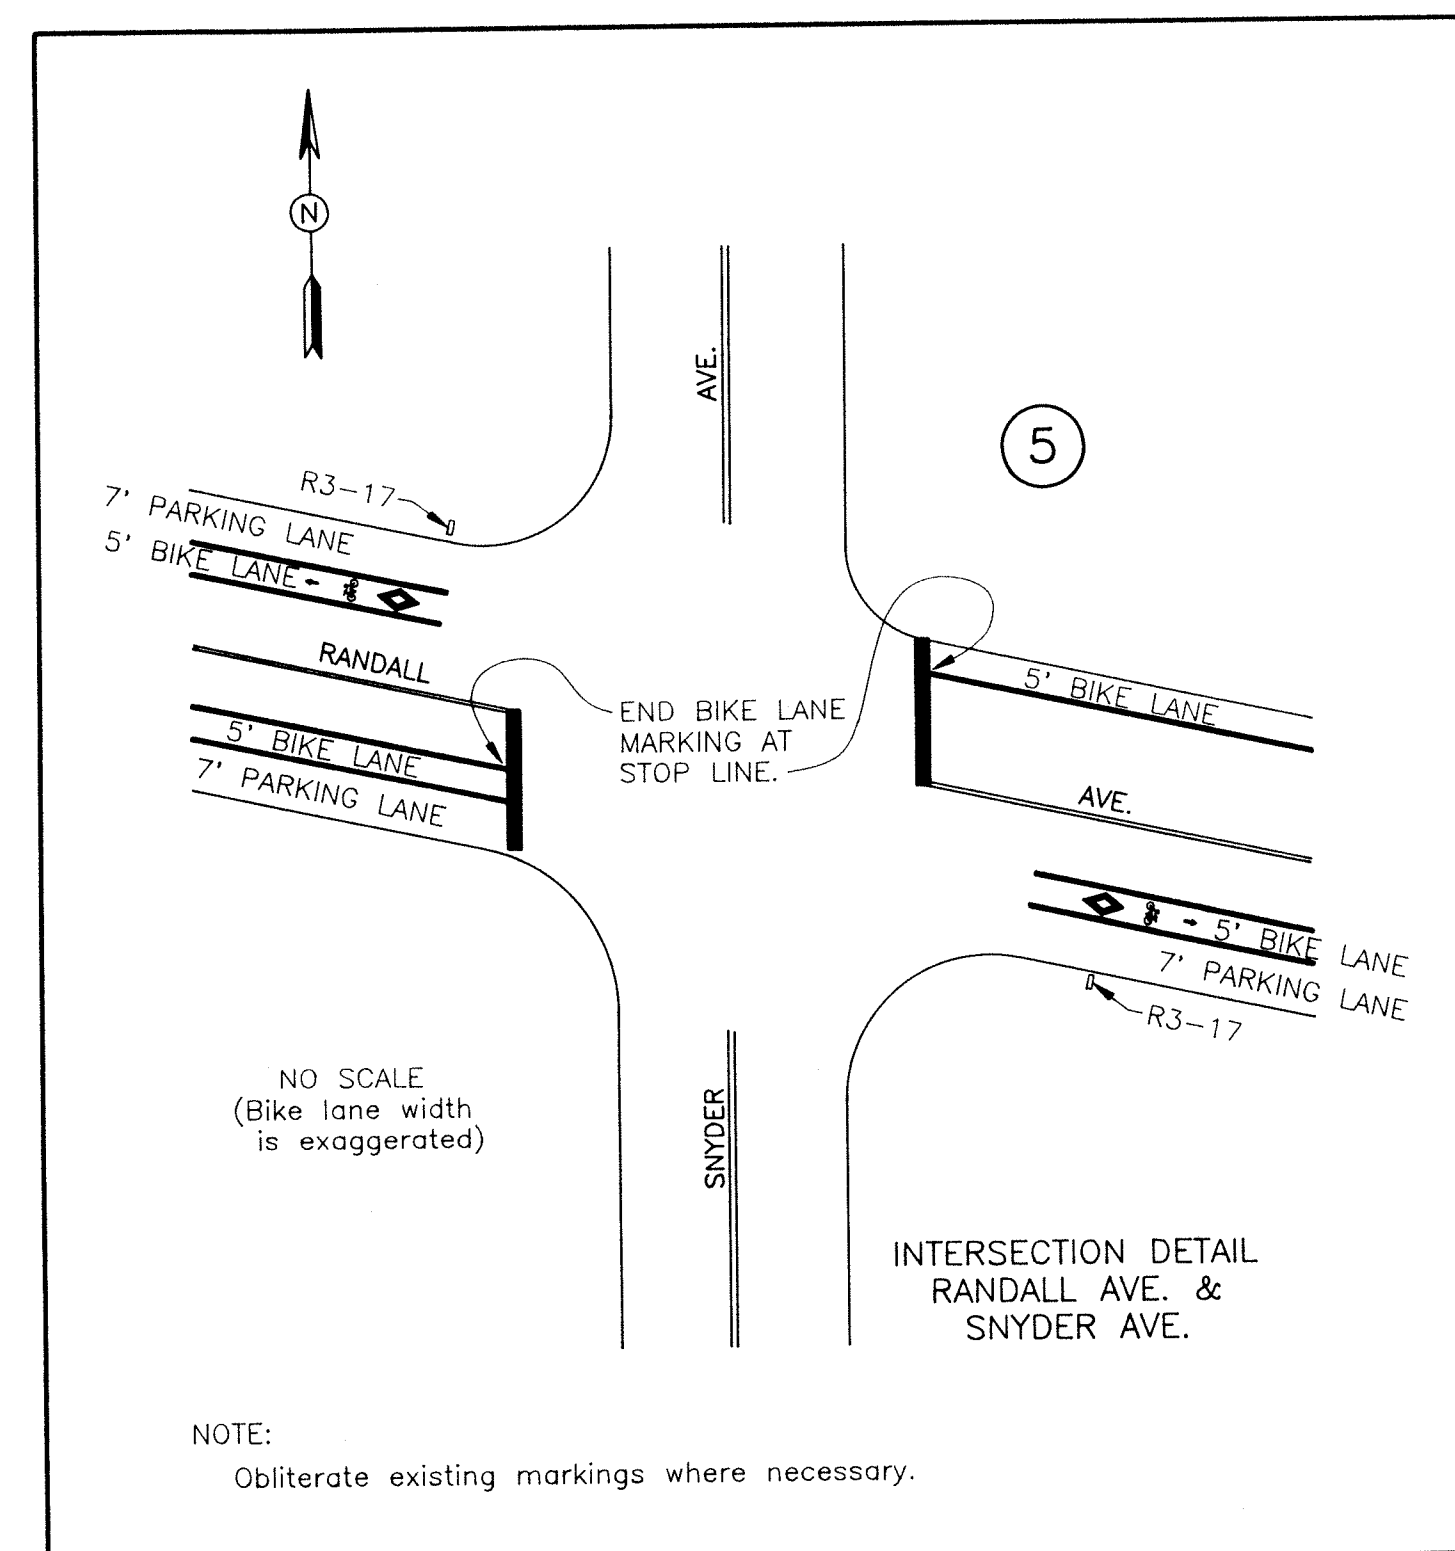 N
AVE.
5
R3-17
7' PARKING LANE
5' BIKE LANE
RANDALL
5' BIKE LANE
7' PARKING LANE
END BIKE LANE
MARKING AT
STOP LINE.
5' BIKE LANE
AVE.
5' BIKE LANE
7' PARKING LANE
R3-17
NO SCALE
(Bike lane width
is exaggerated)
SNYDER
INTERSECTION DETAIL
RANDALL AVE. &
SNYDER AVE.
NOTE:
Obliterate existing markings where necessary.